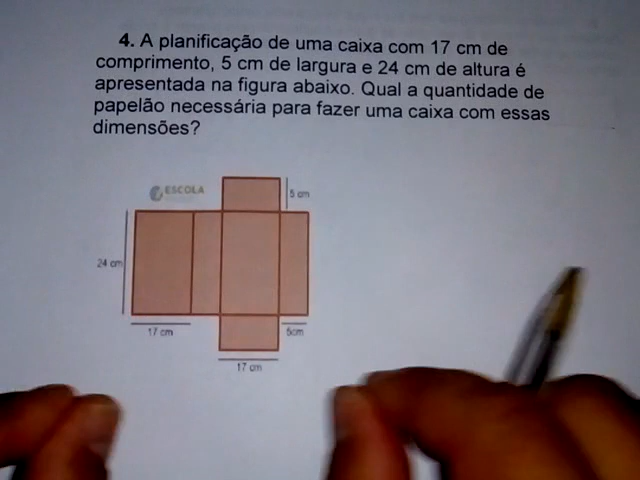 4. A planificação de uma caixa com 17 cm de
comprimento, 5 cm de largura e 24 cm de altura é
apresentada na figura abaixo. Qual a quantidade de
papelão necessária para fazer uma caixa com essas
dimensões?
ESCOLA
5 cm
24 cm
17 cm
5cm
17 cm